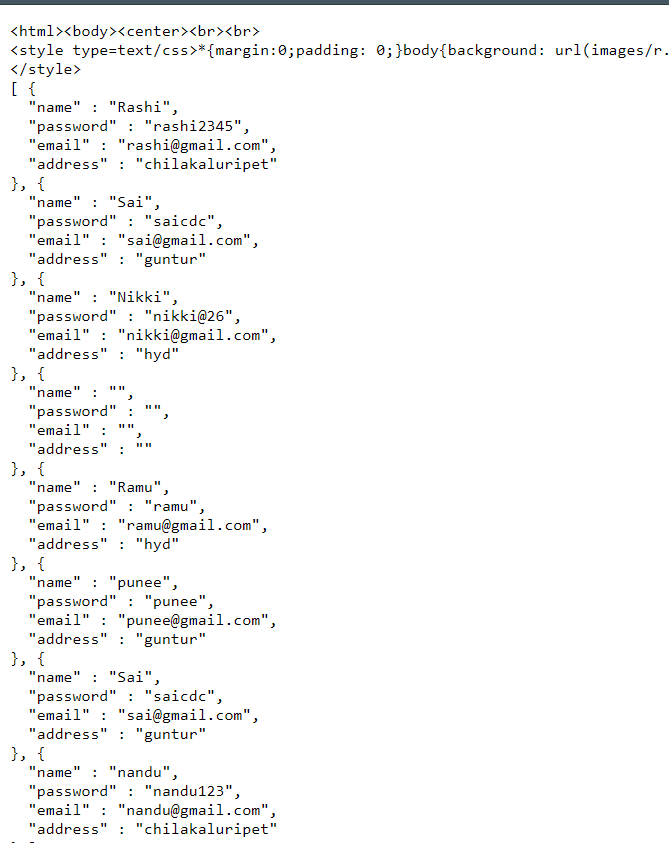 <html><body><center><br><br>
<style type=text/css>*{margin:0;padding: 0;}body{background: url(images/r.
</style>
[ {
"name" : "Rashi",
"password" : "rashi2345",
"email" : "rashi@gmail.com",
"address" : "chilakaluripet"
}, {
"name" : "Sai",
"password" : "saicdc",
"email" : "sai@gmail.com",
"address" : "guntur"
}, {
"name" : "Nikki",
"password" : "nikki@26",
"email" : "nikki@gmail.com",
"address" : "hyd"
}, {
"name" : "",
"password" : "",
"email" : "",
"address" : ""
}, {
"name" : "Ramu",
"password" : "ramu",
"email" : "ramu@gmail.com",
"address" : "hyd"
}, {
"name" : "punee",
"password" : "punee",
"email" : "punee@gmail.com",
"address" : "guntur"
}, {
"name" : "Sai",
"password" : "saicdc",
"email" : "sai@gmail.com",
"address" : "guntur"
}, {
"name" : "nandu",
"password" : "nandu123",
"email" : "nandu@gmail.com",
"address" : "chilakaluripet"